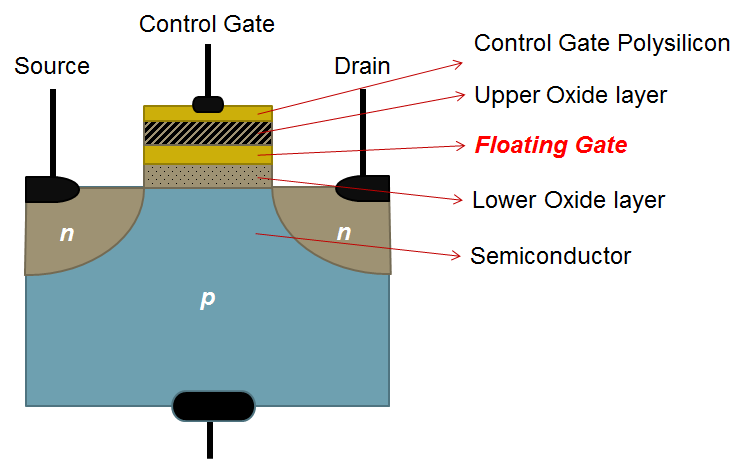 Control Gate
Source
Drain
Control Gate Polysilicon
Upper Oxide layer
Floating Gate
Lower Oxide layer
Semiconductor
n
n
p